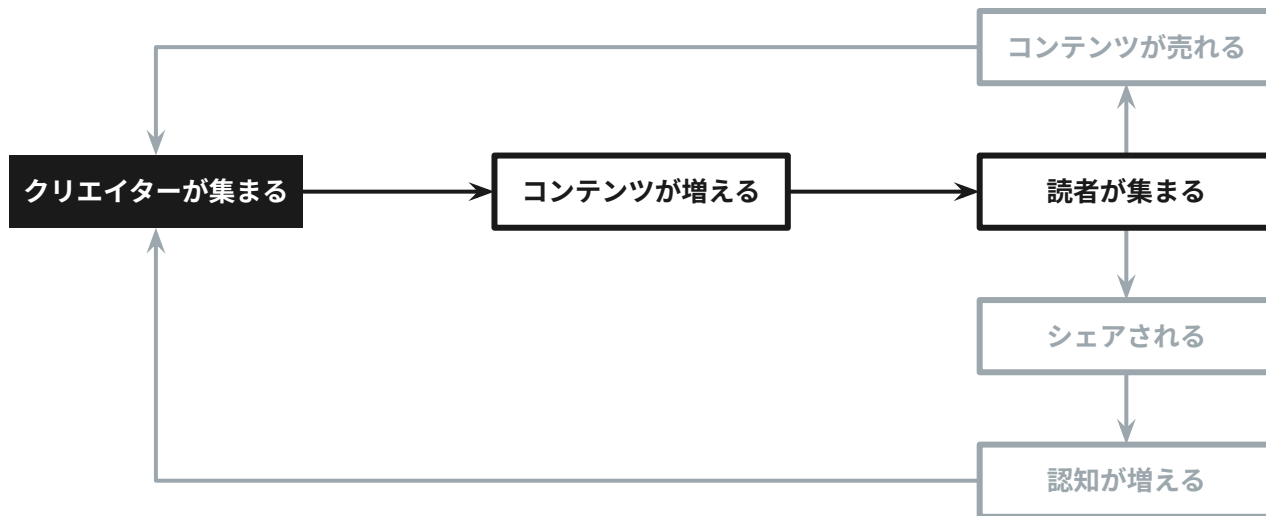 コンテンツが売れる
クリエイターが集まる
コンテンツが増える
読者が集まる
シェアされる
認知が増える